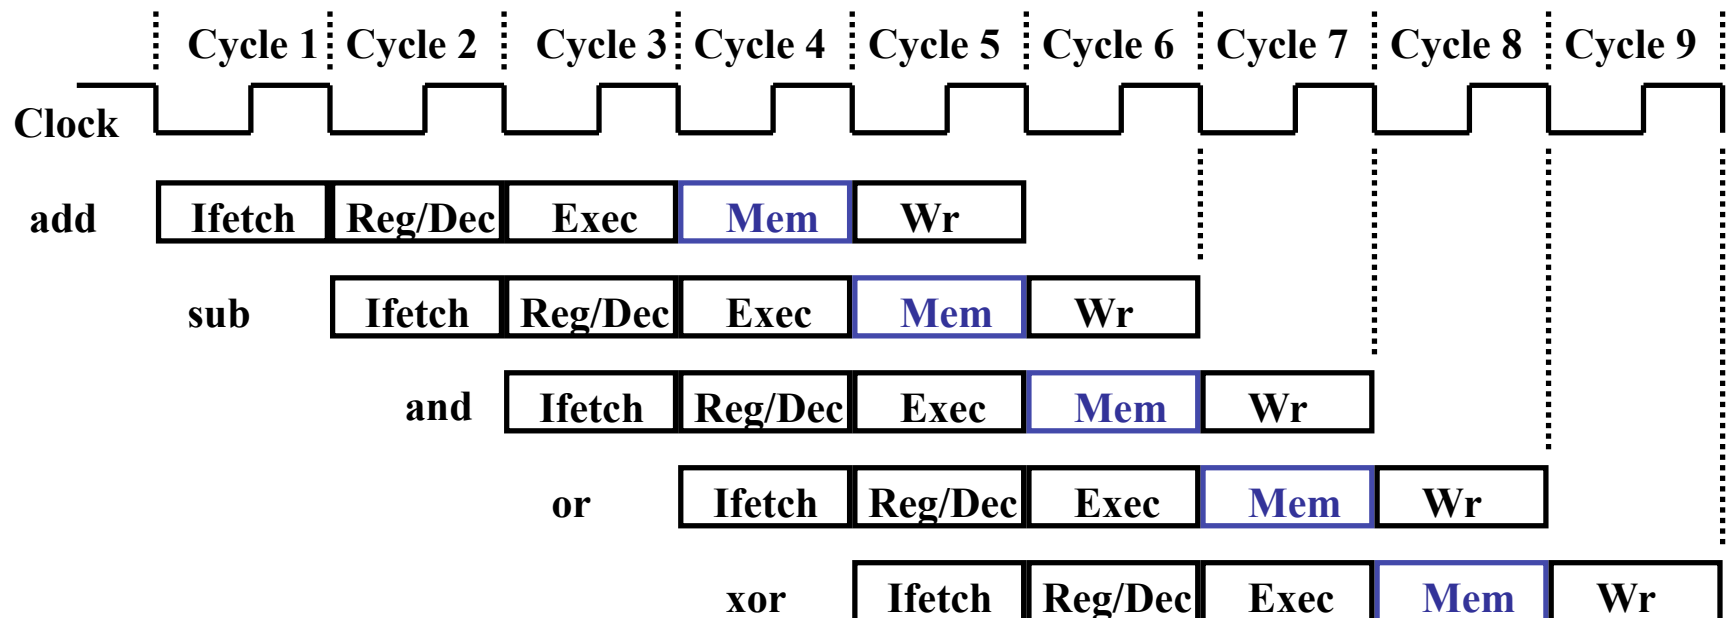 Cycle 1 Cycle 2 Cycle 3 Cycle 4 Cycle 5 Cycle 6 Cycle 7 Cycle 8 Cycle 9
Clock
add Ifetch Reg/Dec Exec Mem Wr
sub Ifetch Reg/Dec Exec Mem Wr
and Ifetch Reg/Dec Exec Mem Wr
or Ifetch Reg/Dec Exec Mem Wr
xor Ifetch Reg/Dec Exec Mem Wr